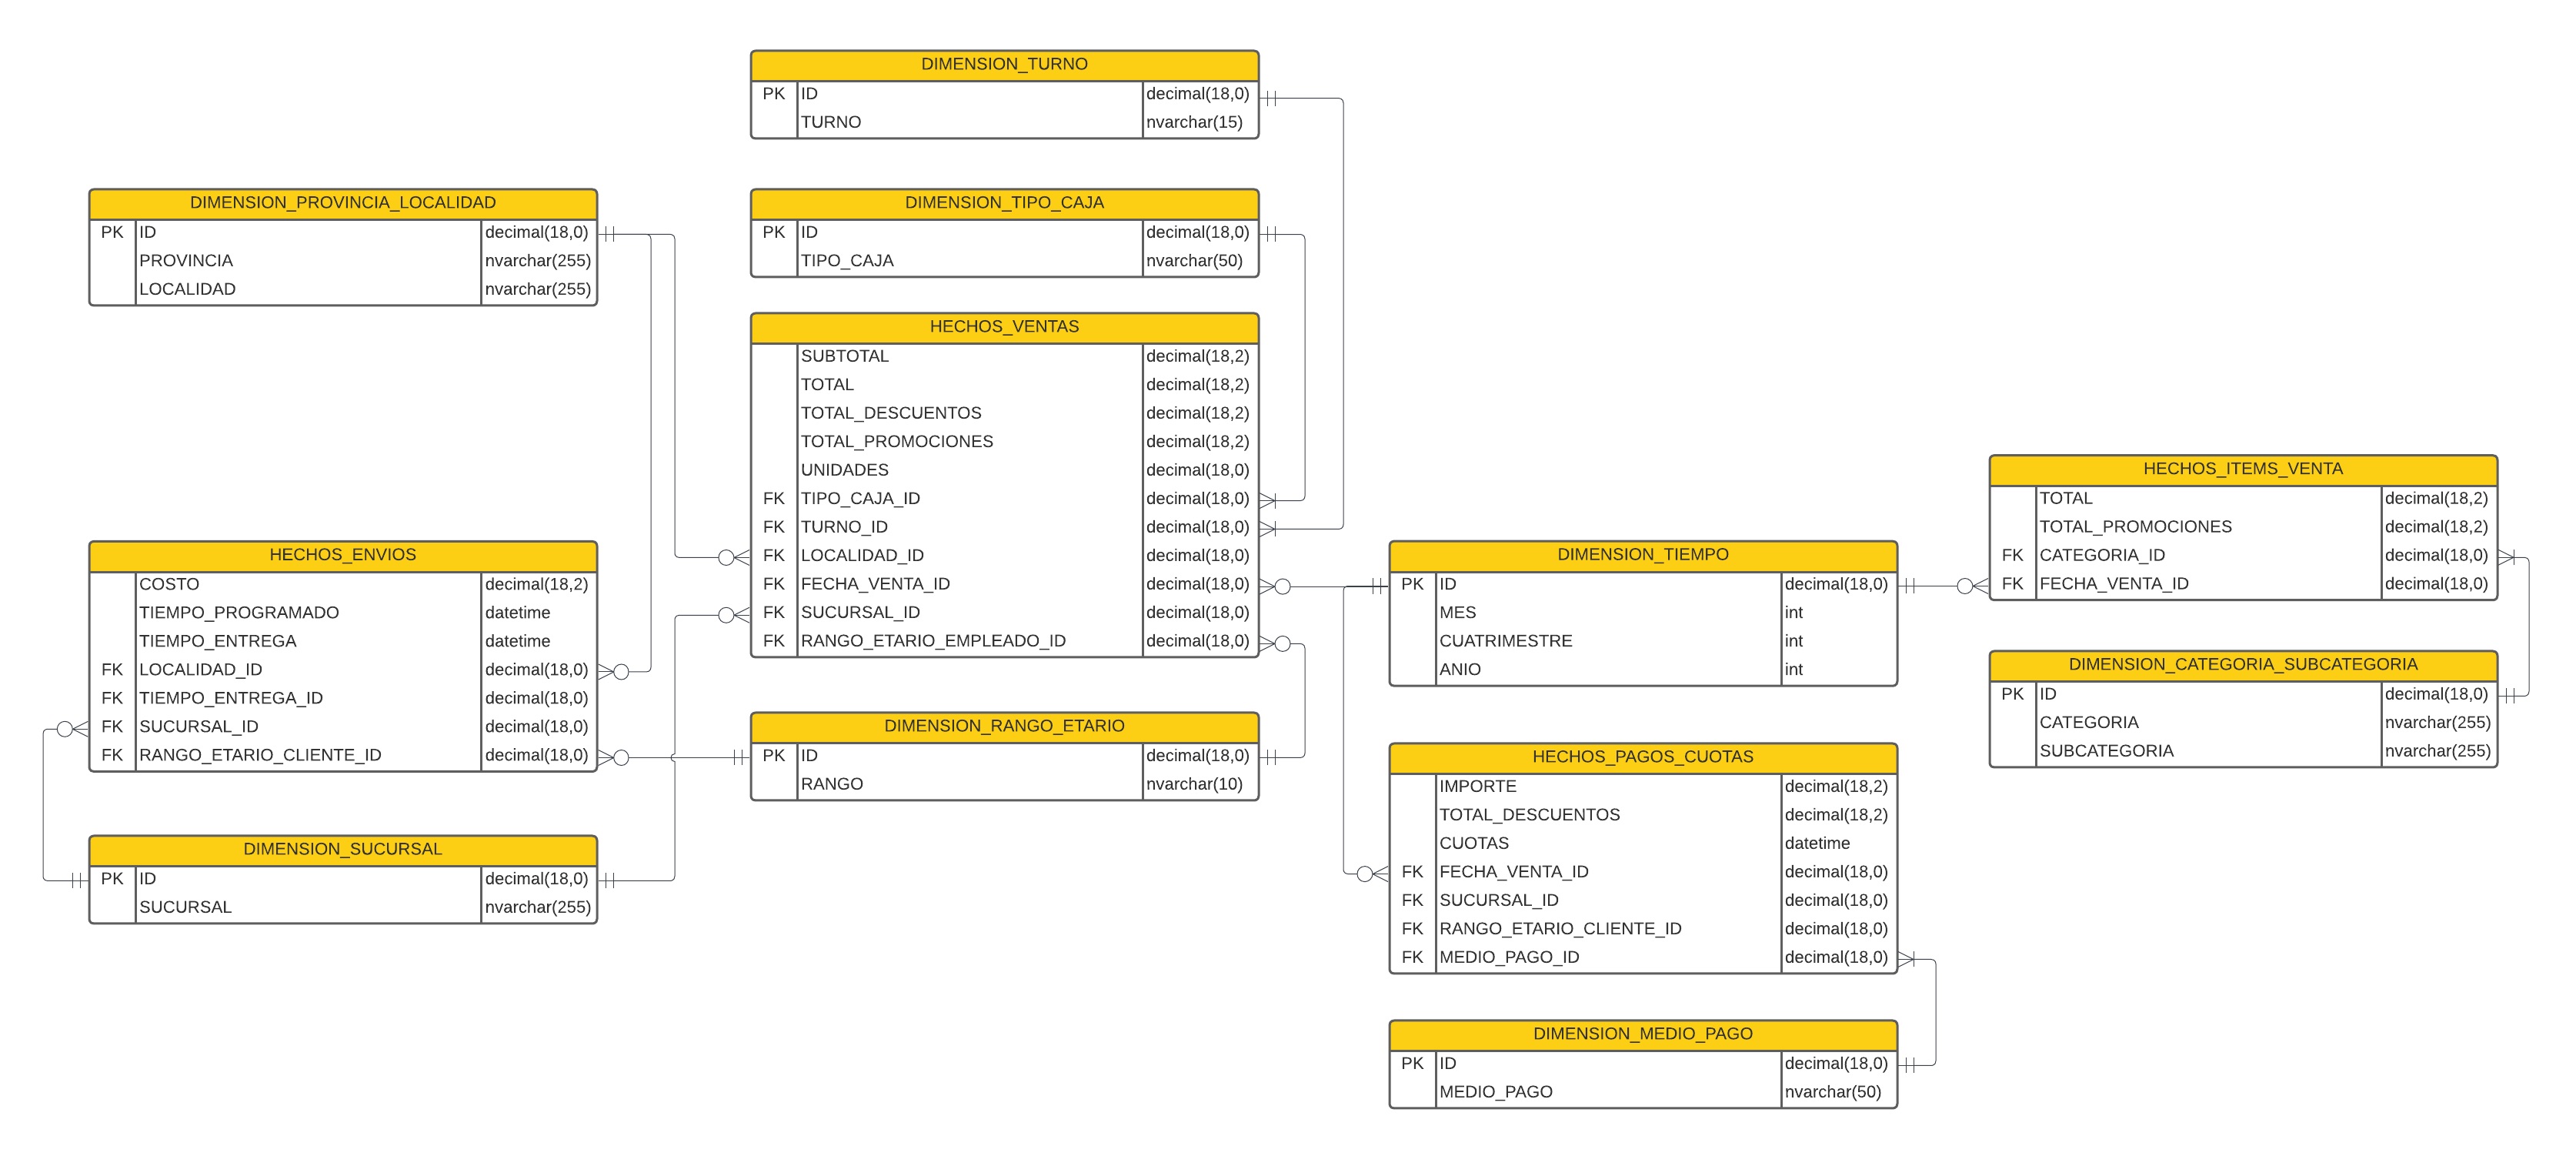 DIMENSION_TURNO
PK ID decimal(18,0)
TURNO nvarchar(15)
DIMENSION_PROVINCIA_LOCALIDAD
PK ID decimal(18,0)
PROVINCIA nvarchar(255)
LOCALIDAD nvarchar(255)
DIMENSION_TIPO_CAJA
PK ID decimal(18,0)
TIPO_CAJA nvarchar(50)
HECHOS_VENTAS
SUBTOTAL decimal(18,2)
TOTAL decimal(18,2)
TOTAL_DESCUENTOS decimal(18,2)
TOTAL_PROMOCIONES decimal(18,2)
UNIDADES decimal(18,0)
FK TIPO_CAJA_ID decimal(18,0)
FK TURNO_ID decimal(18,0)
FK LOCALIDAD_ID decimal(18,0)
FK FECHA_VENTA_ID decimal(18,0)
FK SUCURSAL_ID decimal(18,0)
FK RANGO_ETARIO_EMPLEADO_ID decimal(18,0)
HECHOS_ENVIOS
COSTO decimal(18,2)
TIEMPO_PROGRAMADO datetime
TIEMPO_ENTREGA datetime
FK LOCALIDAD_ID decimal(18,0)
FK TIEMPO_ENTREGA_ID decimal(18,0)
FK SUCURSAL_ID decimal(18,0)
FK RANGO_ETARIO_CLIENTE_ID decimal(18,0)
DIMENSION_SUCURSAL
PK ID decimal(18,0)
SUCURSAL nvarchar(255)
DIMENSION_RANGO_ETARIO
PK ID decimal(18,0)
RANGO nvarchar(10)
DIMENSION_TIEMPO
PK ID decimal(18,0)
MES int
CUATRIMESTRE int
ANIO int
HECHOS_PAGOS_CUOTAS
IMPORTE decimal(18,2)
TOTAL_DESCUENTOS decimal(18,2)
CUOTAS datetime
FK FECHA_VENTA_ID decimal(18,0)
FK SUCURSAL_ID decimal(18,0)
FK RANGO_ETARIO_CLIENTE_ID decimal(18,0)
FK MEDIO_PAGO_ID decimal(18,0)
DIMENSION_MEDIO_PAGO
PK ID decimal(18,0)
MEDIO_PAGO nvarchar(50)
HECHOS_ITEMS_VENTA
TOTAL decimal(18,2)
TOTAL_PROMOCIONES decimal(18,2)
FK CATEGORIA_ID decimal(18,0)
FK FECHA_VENTA_ID decimal(18,0)
DIMENSION_CATEGORIA_SUBCATEGORIA
PK ID decimal(18,0)
CATEGORIA nvarchar(255)
SUBCATEGORIA nvarchar(255)